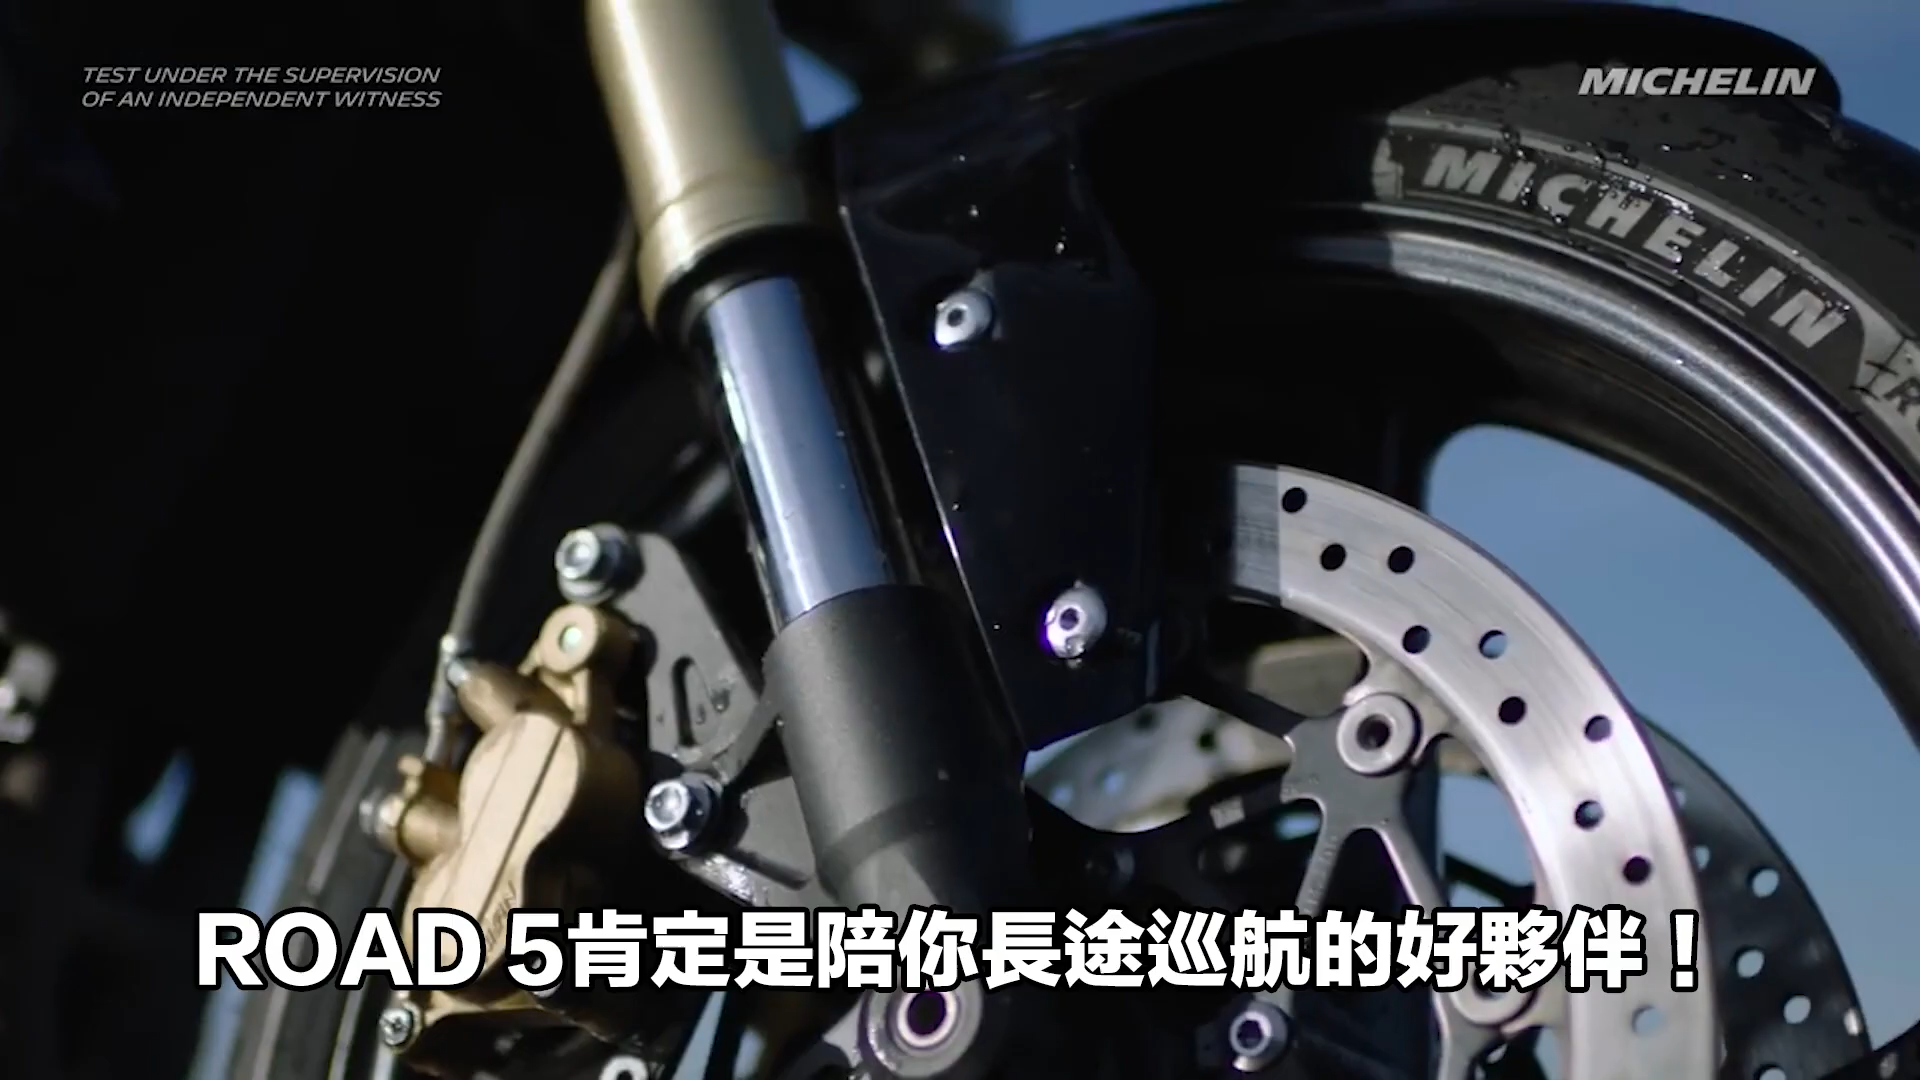 TEST UNDER THE SUPERVISION
OF AN INDEPENDENT WITNESS
MICHELIN
MICHELIN
ROAD 5肯定是陪你長途巡航的好夥伴！